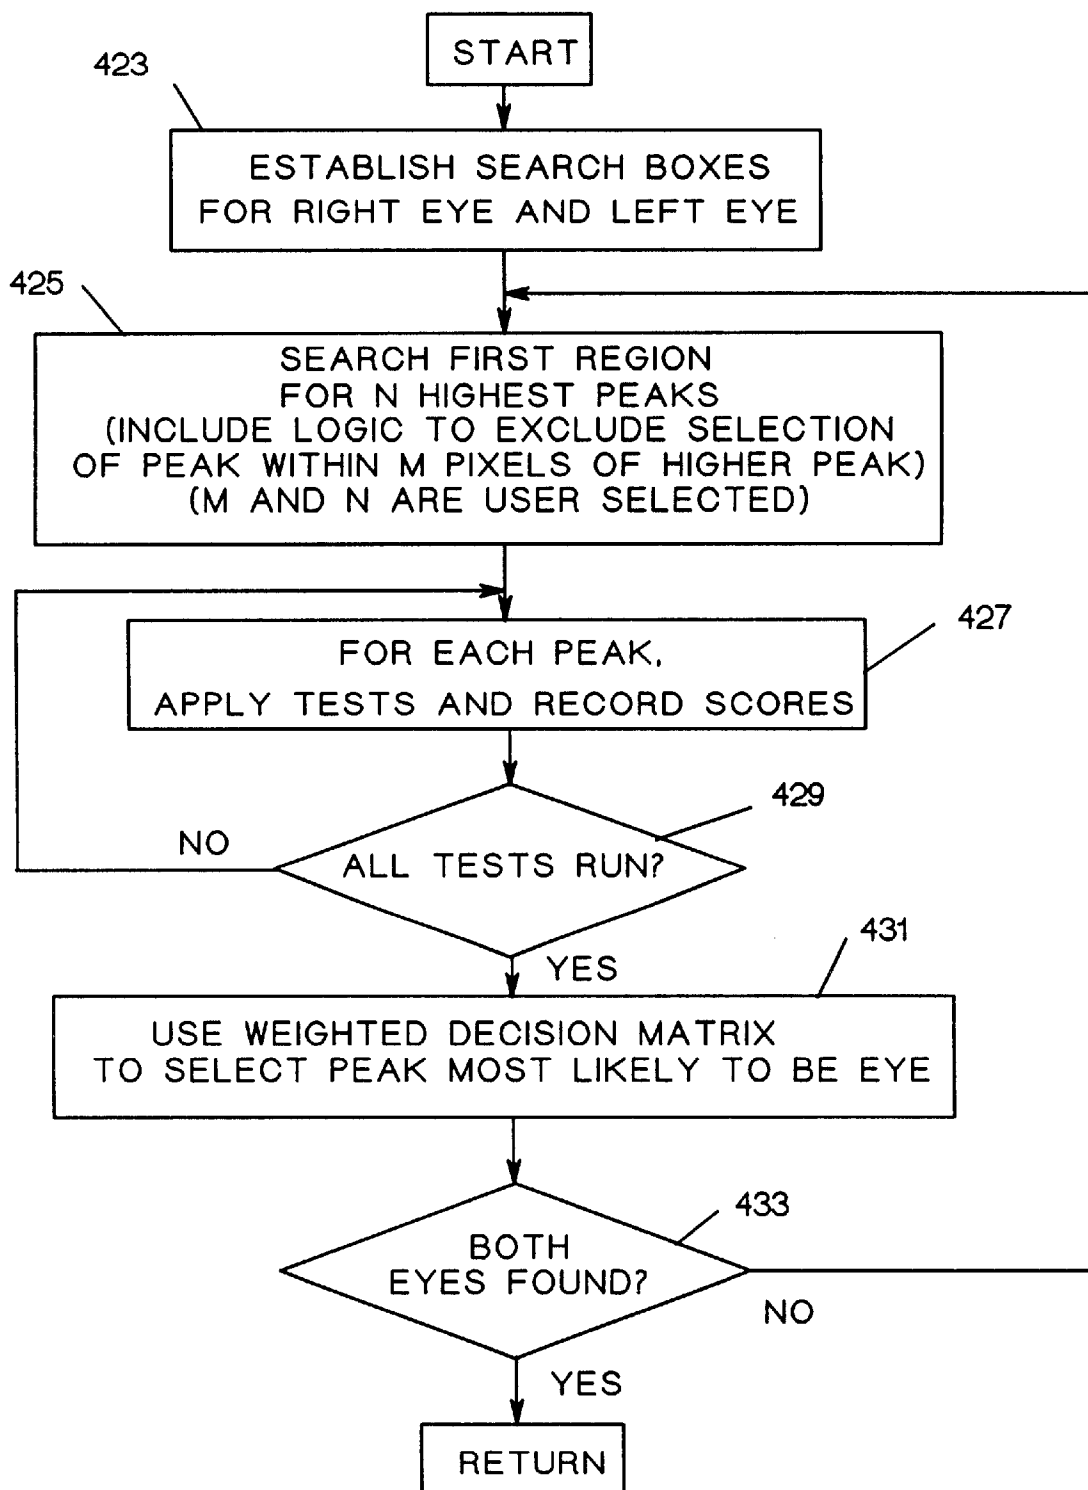 START
423
ESTABLISH SEARCH BOXES
FOR RIGHT EYE AND LEFT EYE
425
SEARCH FIRST REGION
FOR N HIGHEST PEAKS
(INCLUDE LOGIC TO EXCLUDE SELECTION
OF PEAK WITHIN M PIXELS OF HIGHER PEAK)
(M AND N ARE USER SELECTED)
427
FOR EACH PEAK,
APPLY TESTS AND RECORD SCORES
429
NO
ALL TESTS RUN?
431
YES
USE WEIGHTED DECISION MATRIX
TO SELECT PEAK MOST LIKELY TO BE EYE
433
BOTH
EYES FOUND?
NO
YES
RETURN